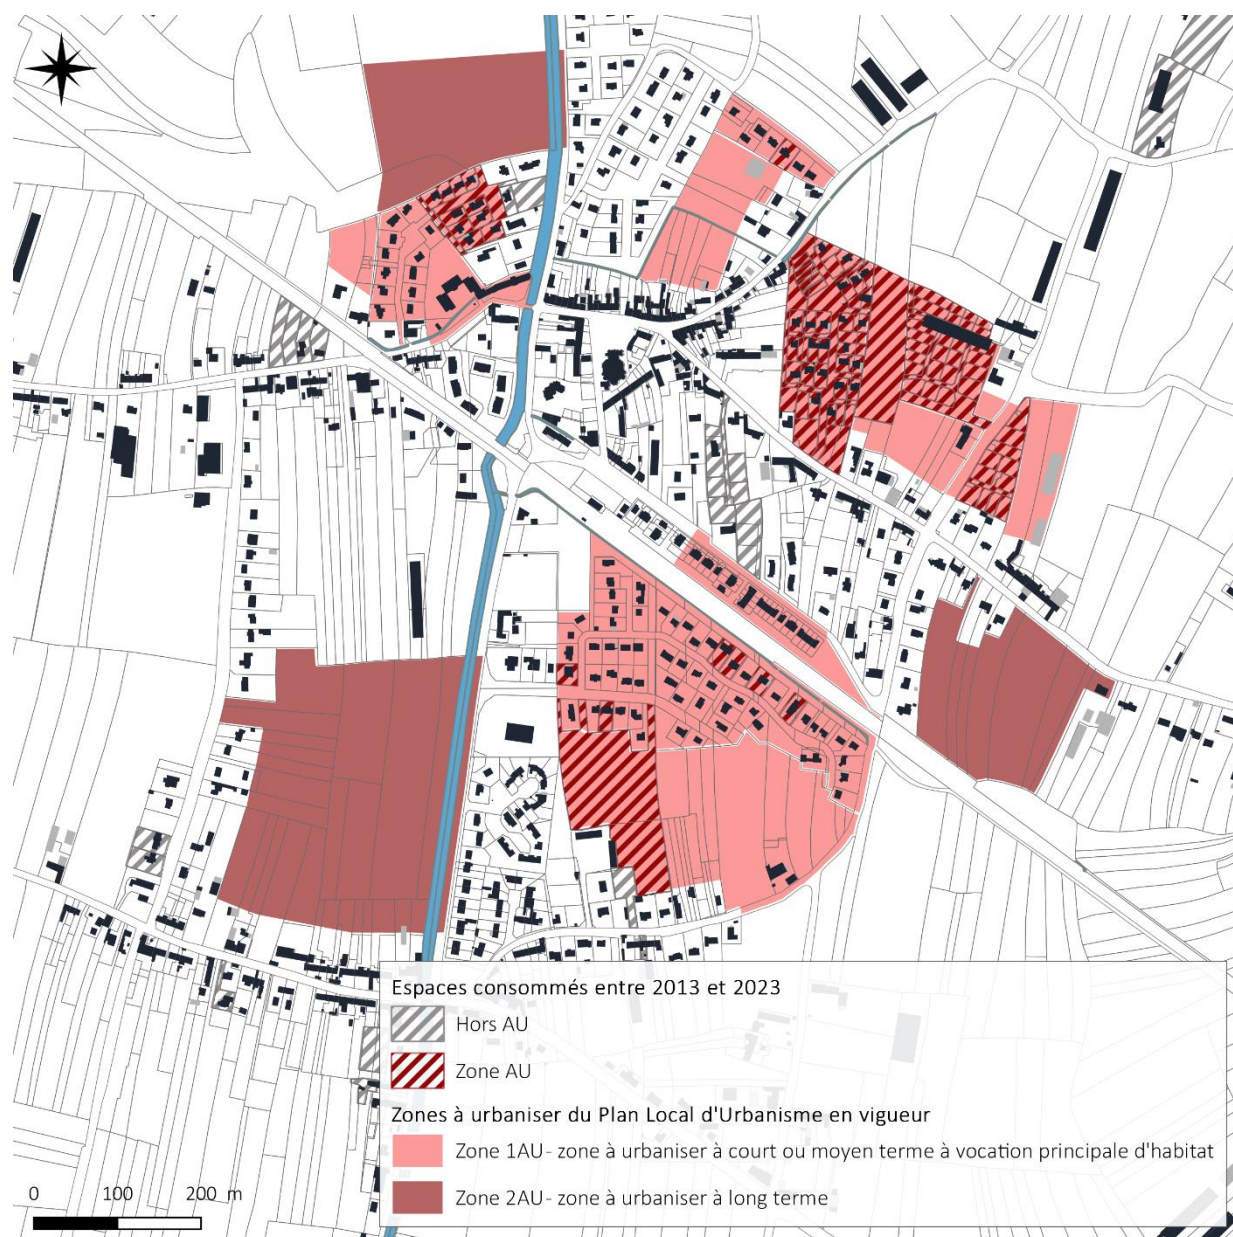 Espaces consommés entre 2013 et 2023
Hors AU
Zone AU
Zones à urbaniser du Plan Local d'Urbanisme en vigueur
Zone 1AU- zone à urbaniser à court ou moyen terme à vocation principale d'habitat
Zone 2AU- zone à urbaniser à long terme
0 100 200 m